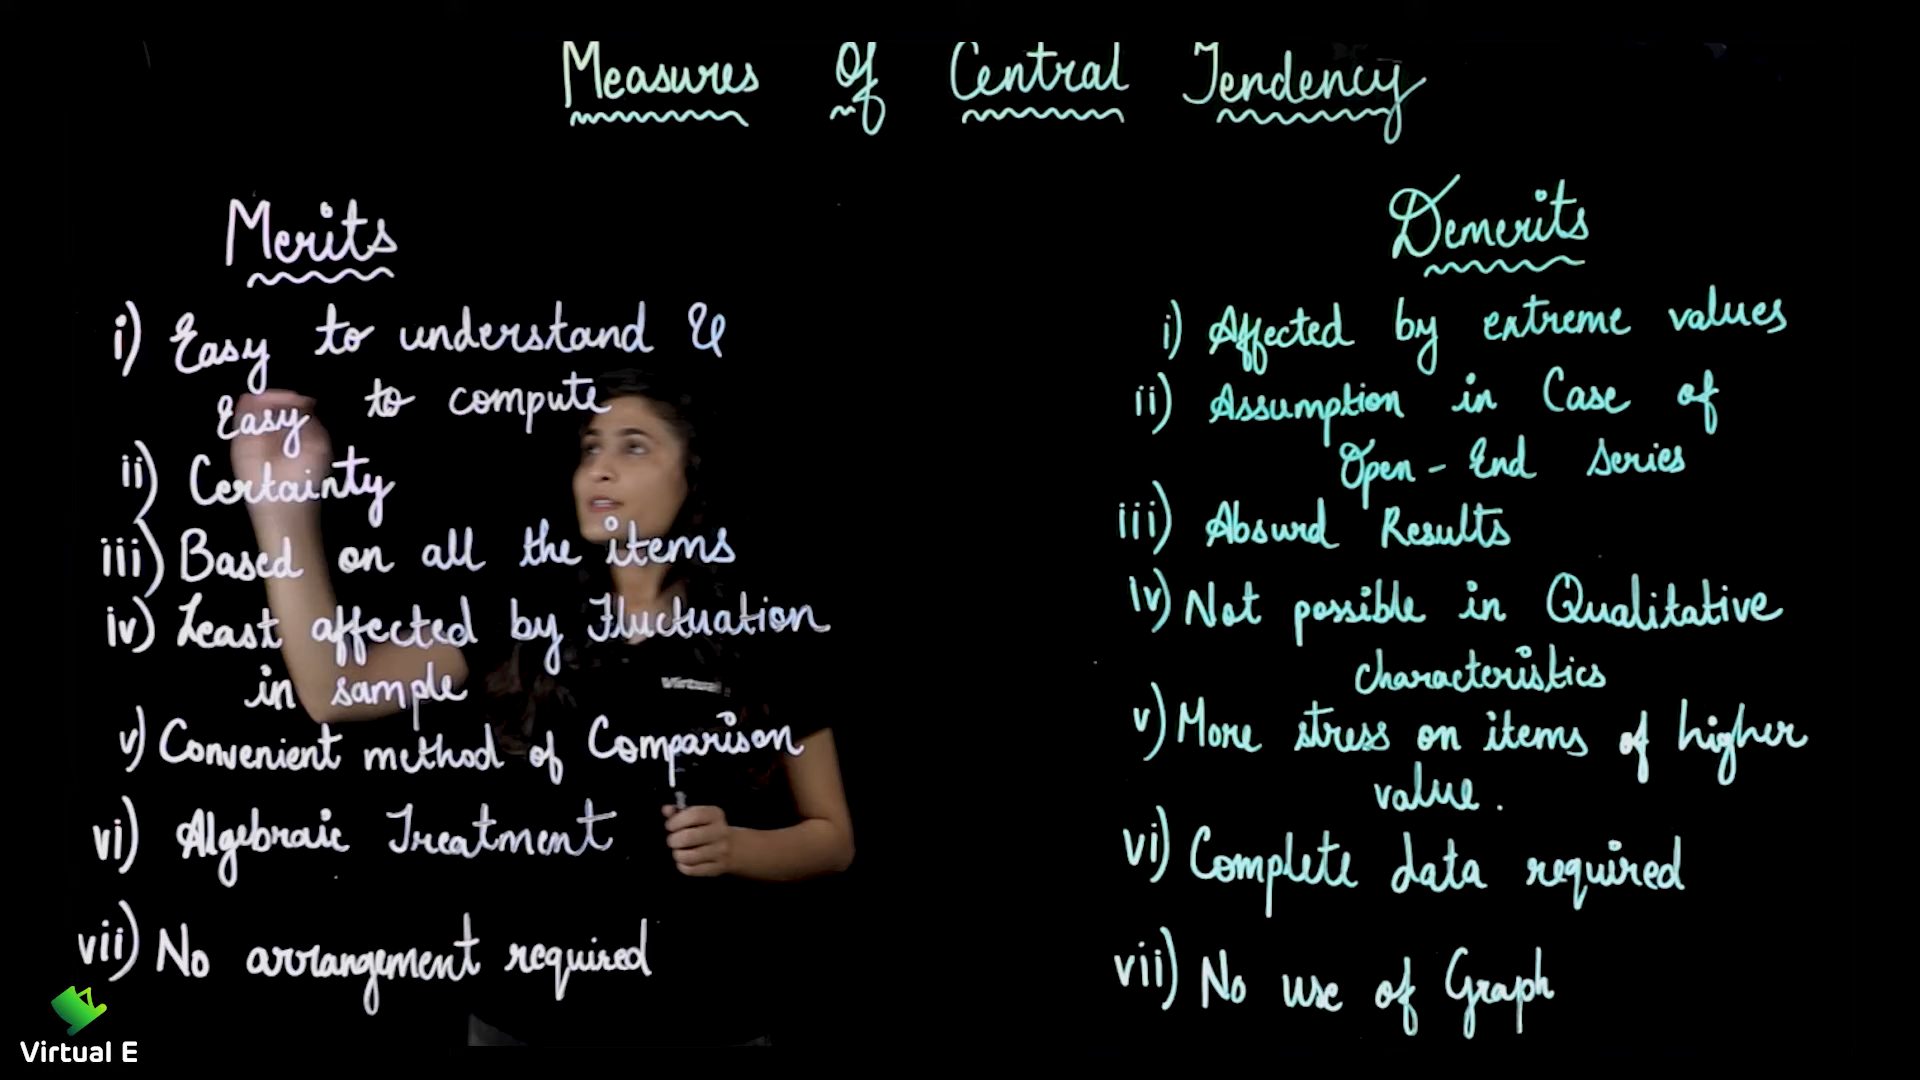 Measures Of Central Tendency
Merits
i) Easy to understand &
Easy to compute
ii) Certainty
iii) Based on all the items
iv) Least affected by Fluctuation
in sample
v) Convenient method of Comparison
vi) Algebraic Treatment
vii) No arrangement required
Demerits
i) Affected by extreme values
ii) Assumption in Case of
Open-End series
iii) Absurd Results
iv) Not possible in Qualitative
characteristics
v) More stress on items of higher
value.
vi) Complete data required
vii) No use of Graph
Virtual
Virtual E